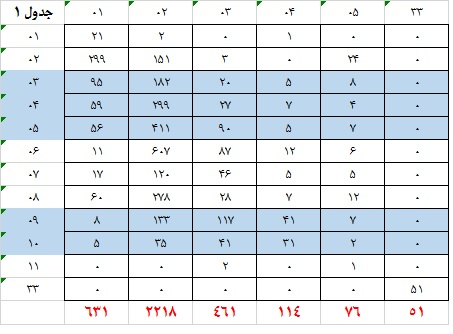 جدول ۱ ۰۱ ۰۲ ۰۳ ۰۴ ۰۵ ۳۳
۰۱ ۲۱ ۲ ۰ ۱ ۰ ۰
۰۲ ۲۹۹ ۱۵۱ ۳ ۰ ۲۴ ۰
۰۳ ۹۵ ۱۸۲ ۲۰ ۵ ۸ ۰
۰۴ ۵۹ ۲۹۹ ۲۷ ۷ ۴ ۰
۰۵ ۵۶ ۴۱۱ ۹۰ ۵ ۷ ۰
۰۶ ۱۱ ۶۰۷ ۸۷ ۱۲ ۶ ۰
۰۷ ۱۷ ۱۲۰ ۴۶ ۵ ۵ ۰
۰۸ ۶۰ ۲۷۸ ۲۸ ۷ ۱۲ ۰
۰۹ ۸ ۱۳۳ ۱۱۷ ۴۱ ۷ ۰
۱۰ ۵ ۳۵ ۴۱ ۳۱ ۲ ۰
۱۱ ۰ ۰ ۲ ۰ ۱ ۰
۳۳ ۰ ۰ ۰ ۰ ۰ ۵۱
۶۳۱ ۲۲۱۸ ۴۶۱ ۱۱۴ ۷۶ ۵۱